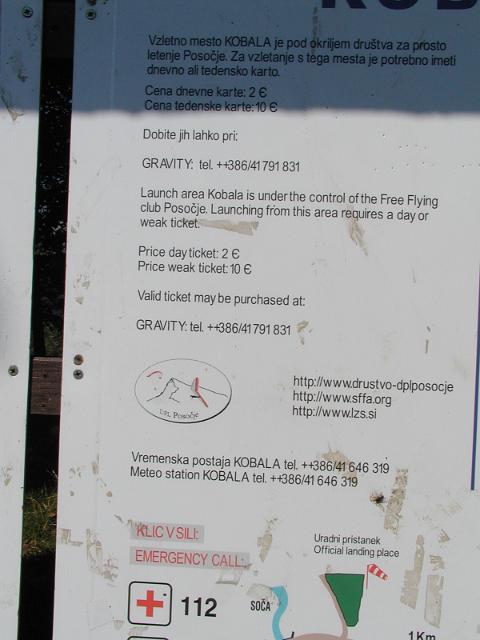 Vzletno mesto KOBALA je pod okriljem društva za prosto
letenje Posočje. Za vzletanje s tega mesta je potrebno imeti
dnevno ali tedensko karto.
Cena dnevne karte: 2 €
Cena tedenske karte: 10 €
Dobite jih lahko pri:
GRAVITY: tel. ++386/41791831
Launch area Kobala is under the control of the Free Flying
club Posočje. Launching from this area requires a day or
weak ticket.
Price day ticket: 2 €
Price weak ticket: 10 €
Valid ticket may be purchased at:
GRAVITY: tel. ++386/41791831
DPL POSOČJE
http://www.drustvo-dplposocje
http://www.sffa.org
http://www.lzs.si
Vremenska postaja KOBALA tel. ++386/41 646 319
Meteo station KOBALA tel. ++386/41 646 319
KLIC V SILI:
EMERGENCY CALL:
Uradni pristanek
Official landing place
112
SOČA
1Km